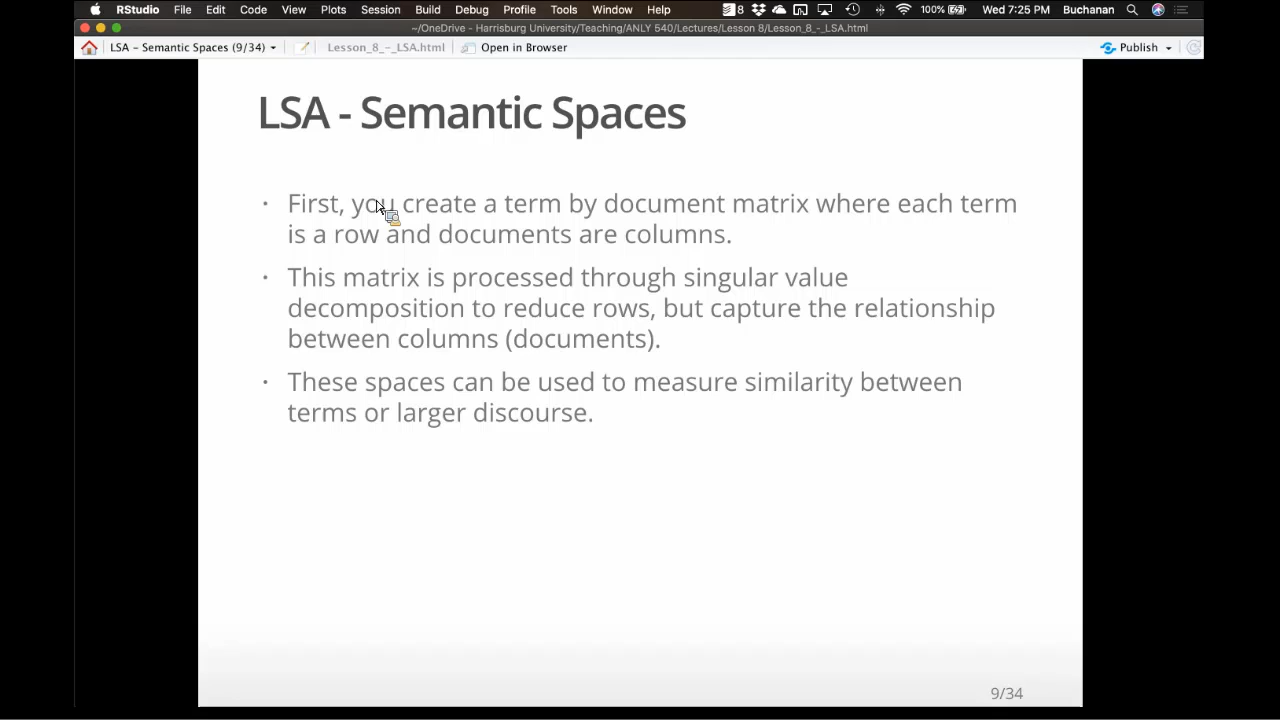 RStudio File Edit Code View Plots Session Build Debug Profile Tools Window Help 8 100% Wed 7:25 PM Buchanan
~/OneDrive - Harrisburg University/Teaching/ANLY 540/Lectures/Lesson 8/Lesson_8_-_LSA.html
LSA - Semantic Spaces (9/34) Lesson_8_-_LSA.html Open in Browser Publish
LSA - Semantic Spaces
· First, you create a term by document matrix where each term
is a row and documents are columns.
· This matrix is processed through singular value
decomposition to reduce rows, but capture the relationship
between columns (documents).
· These spaces can be used to measure similarity between
terms or larger discourse.
9/34